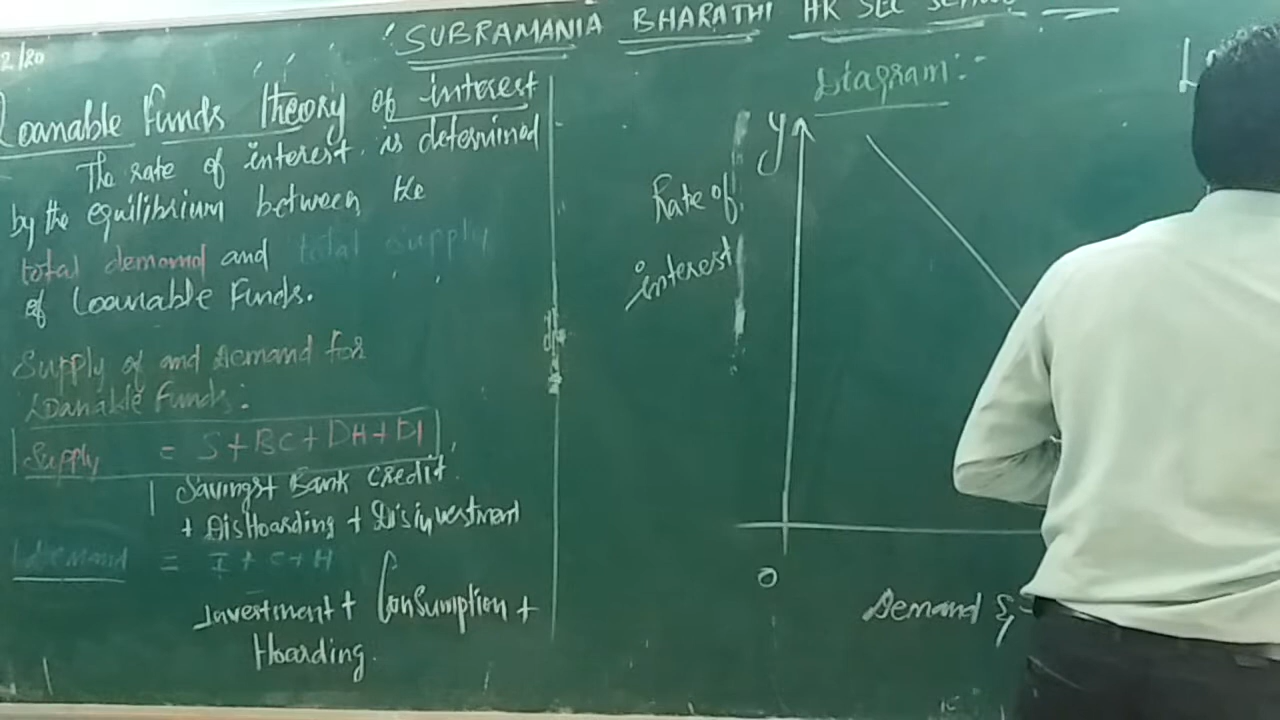 2/20
SUBRAMANIA BHARATHI HR SEC
Loanable Funds Theory of interest
The rate of interest is determined
by the equilibrium between the
total demand and total supply
of Loanable Funds.
Supply of and Demand for
Loanable Funds:
Supply = S+BC+DH+DI
Savings+ Bank Credit
+ DisHoarding + Disinvestment
Demand = I+C+H
Investment + Consumption +
Hoarding.
Diagram:-
y
Rate of
interest
o
Demand &